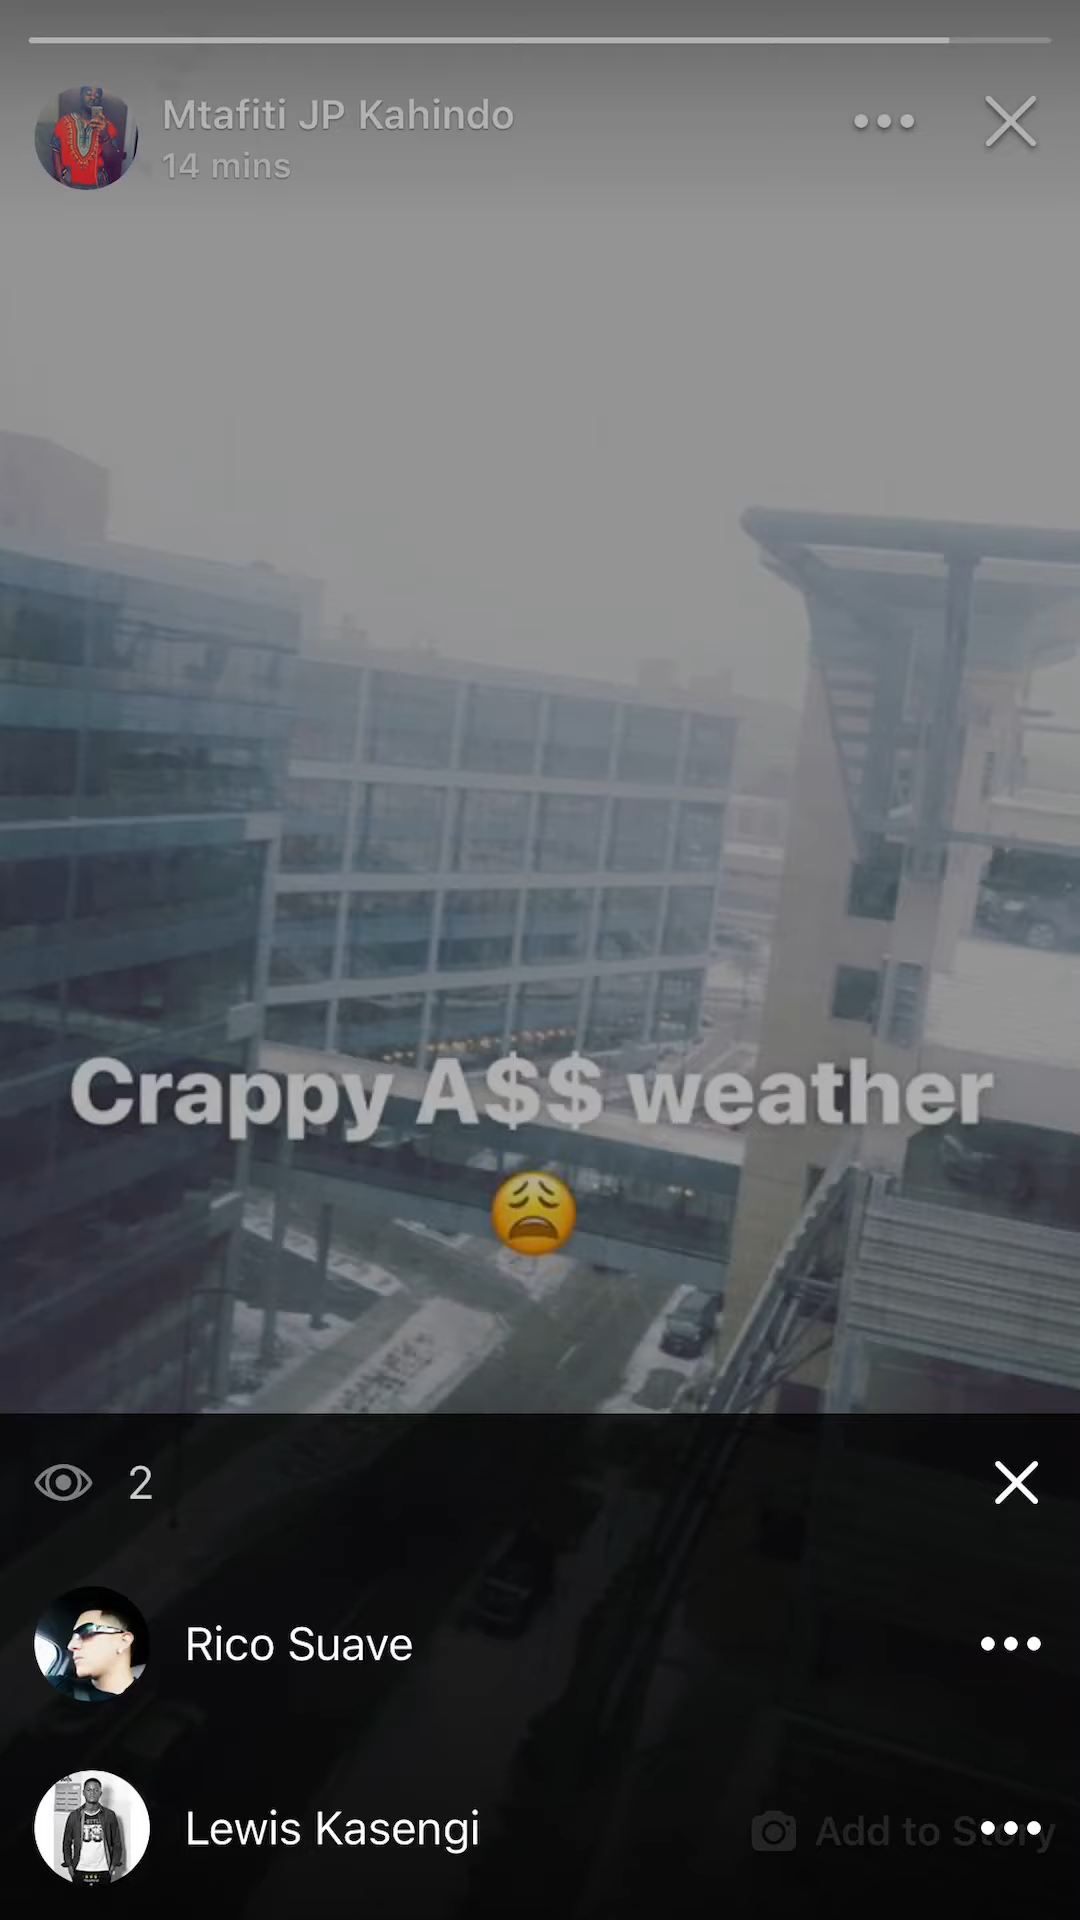 Mtafiti JP Kahindo
14 mins
Crappy A$$ weather
😩
2
Rico Suave
Lewis Kasengi
Add to Story